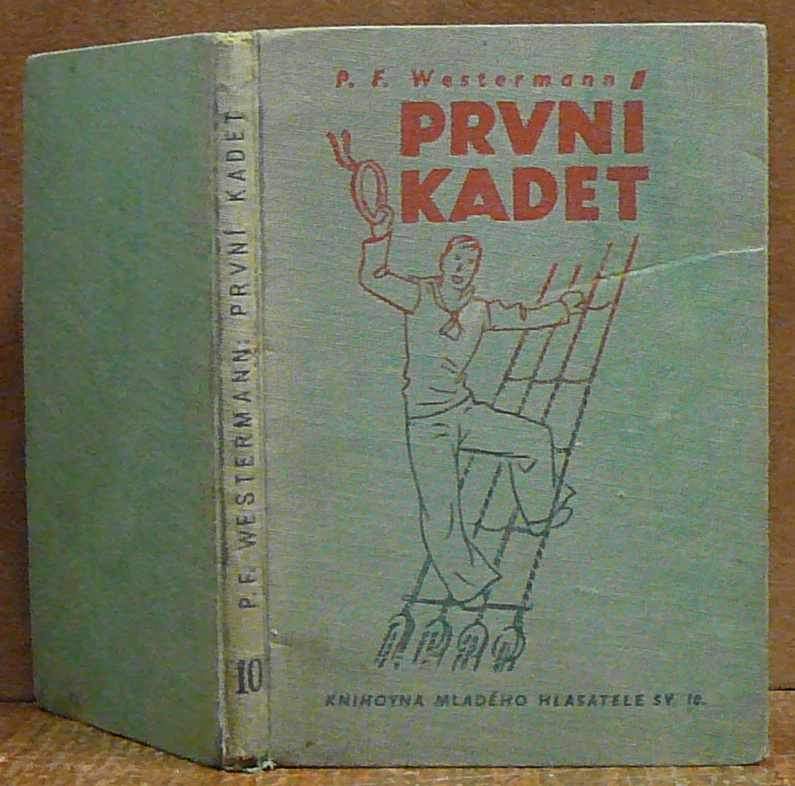 P. F. WESTERMANN: PRVNÍ KADET
10
P. F. Westermann
PRVNÍ
KADET
KNIHOVNA MLADÉHO HLASATELE SV. 10.